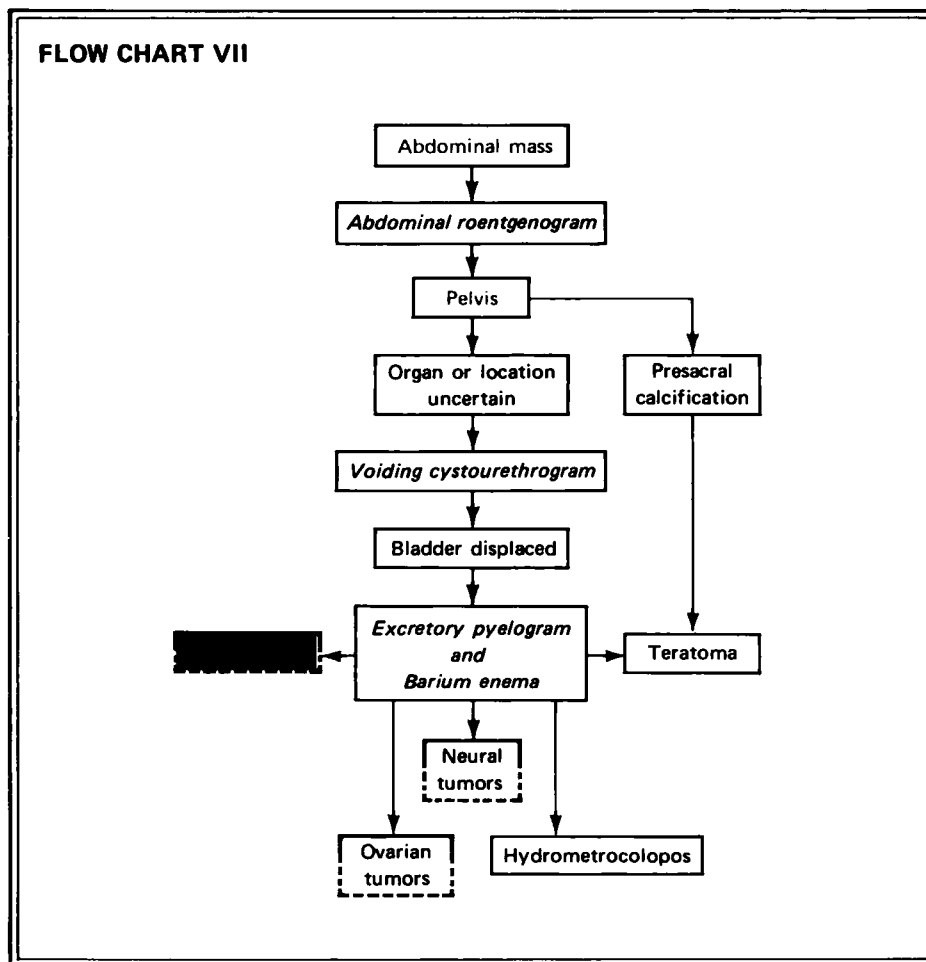 FLOW CHART VII
Abdominal mass
Abdominal roentgenogram
Pelvis
Organ or location
uncertain
Presacral
calcification
Voiding cystourethrogram
Bladder displaced
Excretory pyelogram
and
Barium enema
Teratoma
Neural
tumors
Ovarian
tumors
Hydrometrocolopos